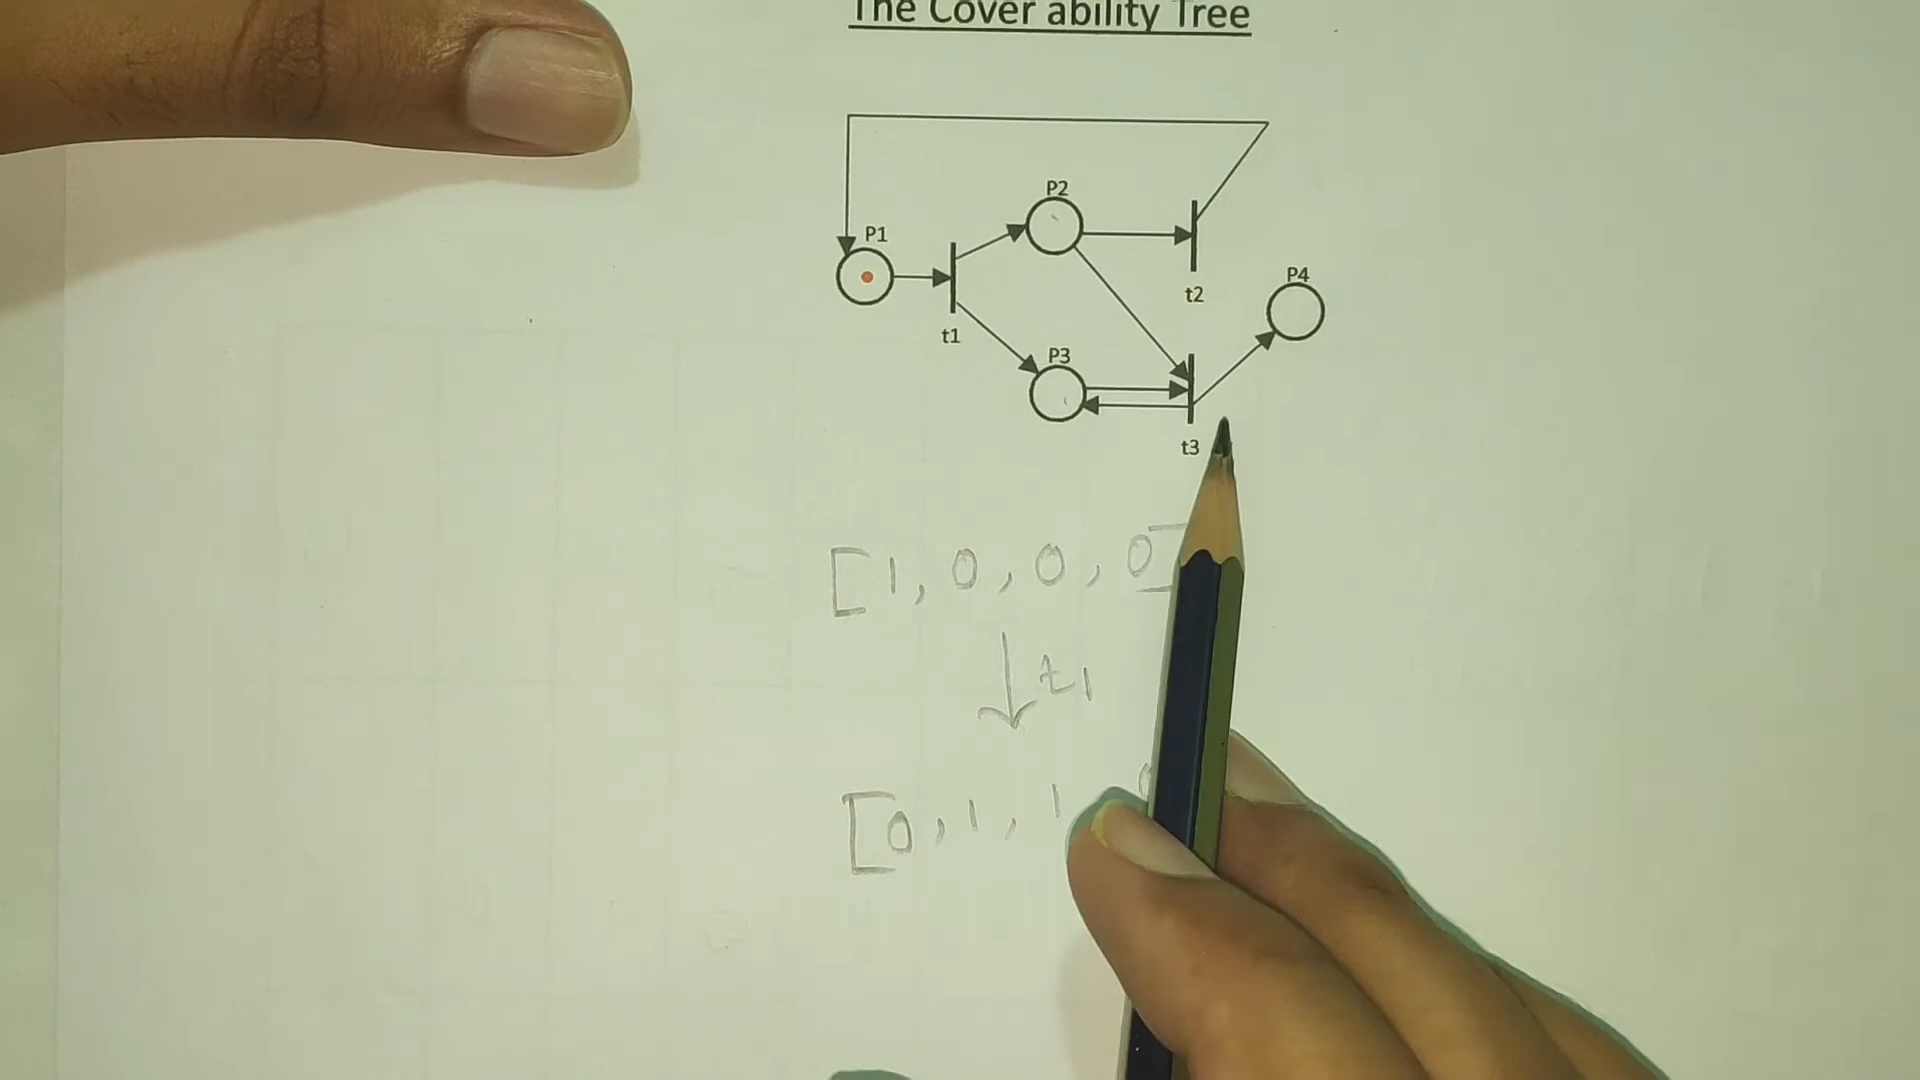 The Cover ability Tree
P2
P1
P4
t2
t1
P3
t3
[1, 0, 0, 0]
t1
[0, 1, 1